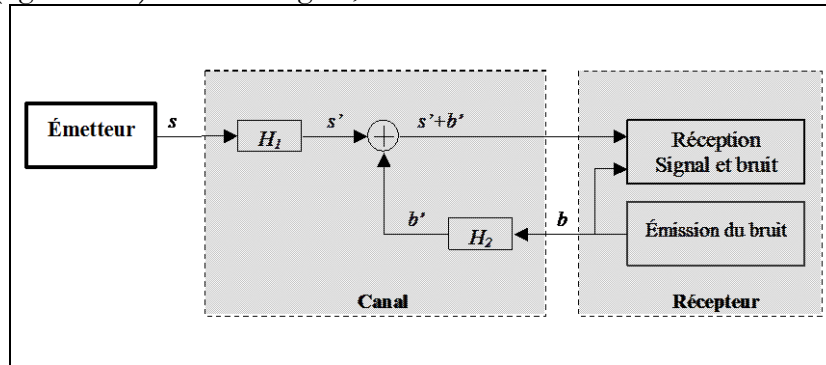 Émetteur
s
H1
s'
s'+b'
b'
H2
b
Réception
Signal et bruit
Émission du bruit
Canal
Récepteur